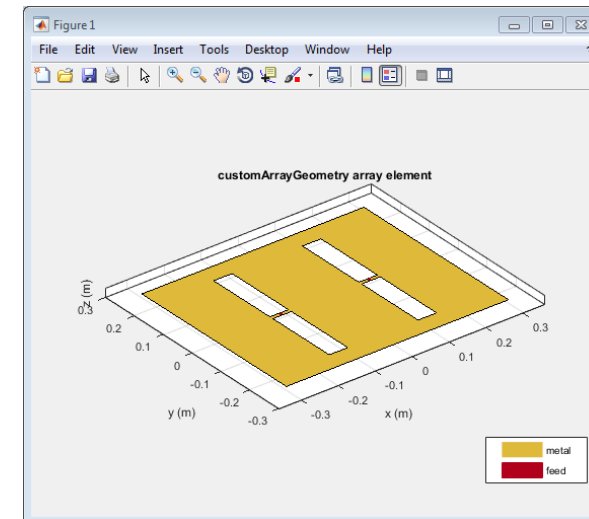 Figure 1
File Edit View Insert Tools Desktop Window Help
customArrayGeometry array element
z (m)
0.3
0.2
0.1
0
-0.1
-0.2
-0.3
y (m)
-0.3
-0.2
-0.1
0
0.1
0.2
0.3
x (m)
metal
feed